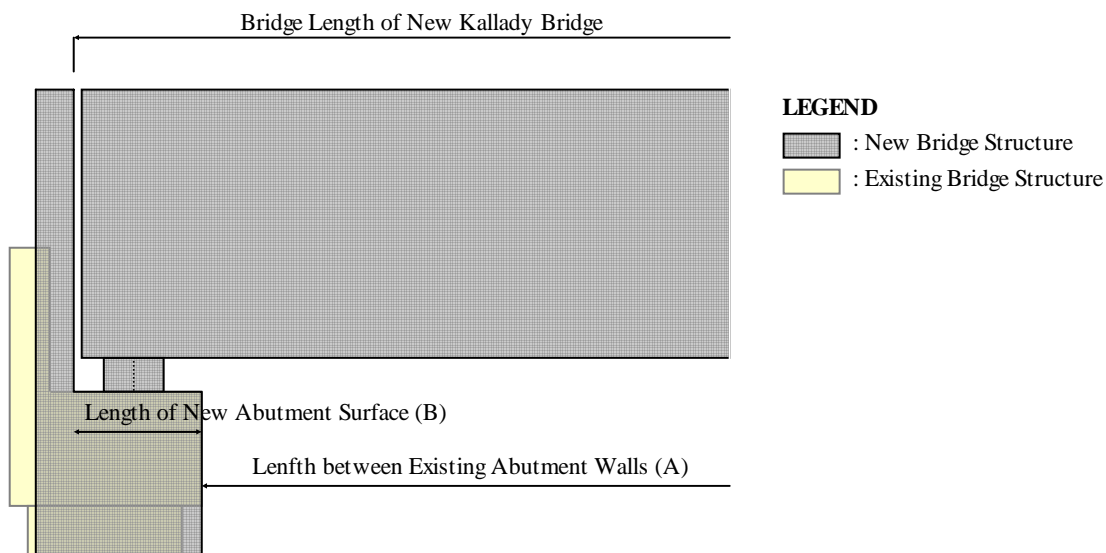 Bridge Length of New Kallady Bridge
LEGEND
: New Bridge Structure
: Existing Bridge Structure
Length of New Abutment Surface (B)
Lenfth between Existing Abutment Walls (A)